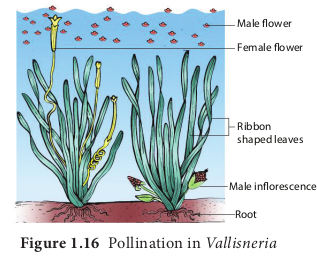 Male flower
Female flower
Ribbon
shaped leaves
Male inflorescence
Root
Figure 1.16 Pollination in Vallisneria